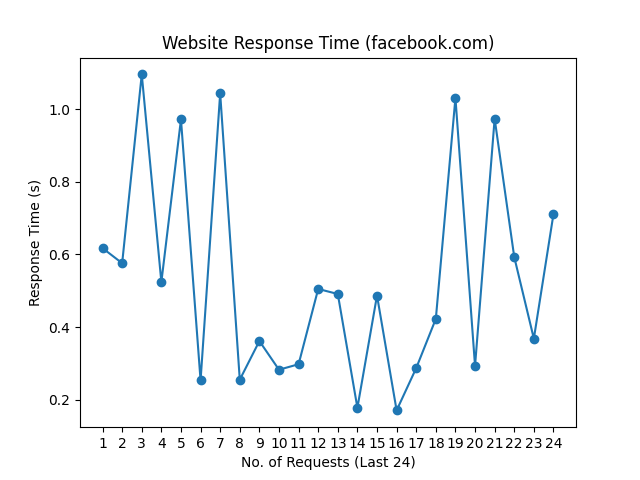 Website Response Time (facebook.com)
Response Time (s)
1.0
0.8
0.6
0.4
0.2
1 2 3 4 5 6 7 8 9 10 11 12 13 14 15 16 17 18 19 20 21 22 23 24
No. of Requests (Last 24)